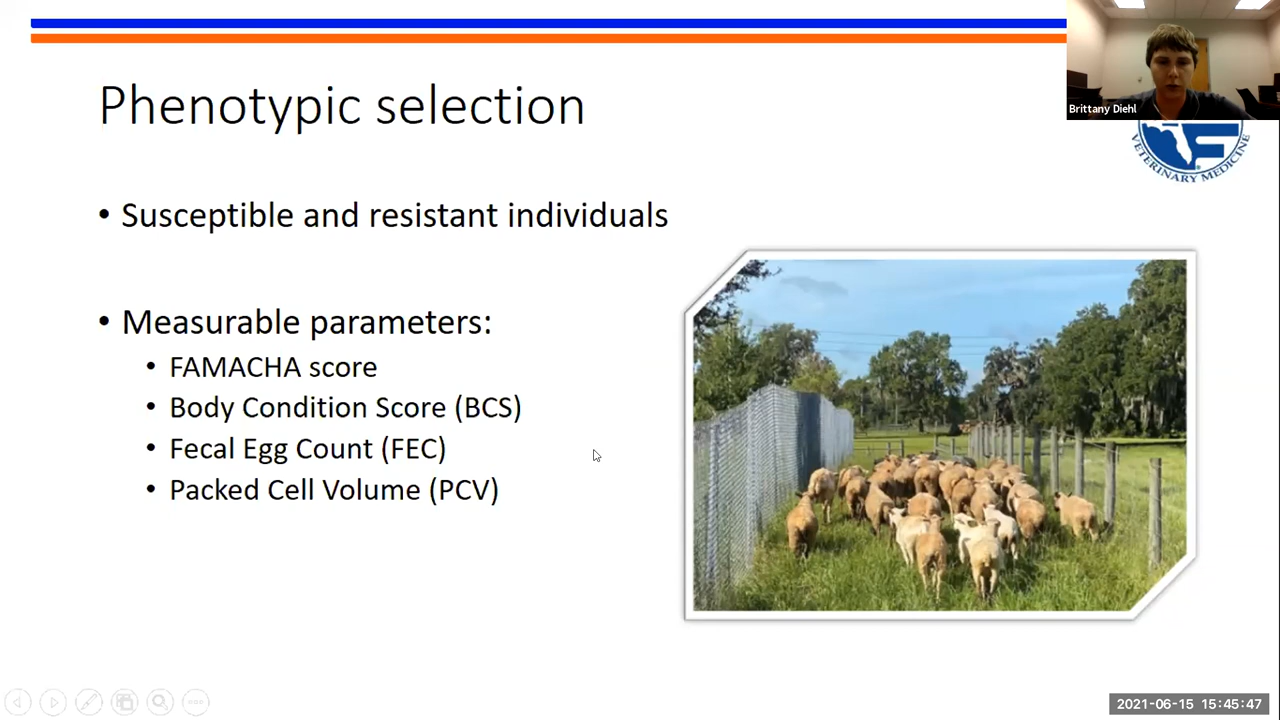 Phenotypic selection
Brittany Diehl
VETERINARY MEDICINE
• Susceptible and resistant individuals
• Measurable parameters:
• FAMACHA score
• Body Condition Score (BCS)
• Fecal Egg Count (FEC)
• Packed Cell Volume (PCV)
2021-06-15 15:45:47